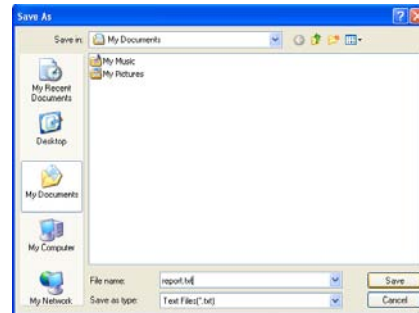 Save As
Save in:
My Documents
My Music
My Pictures
My Recent
Documents
Desktop
My Documents
My Computer
My Network
File name:
report.txt
Save
Save as type:
Text Files(*.txt)
Cancel